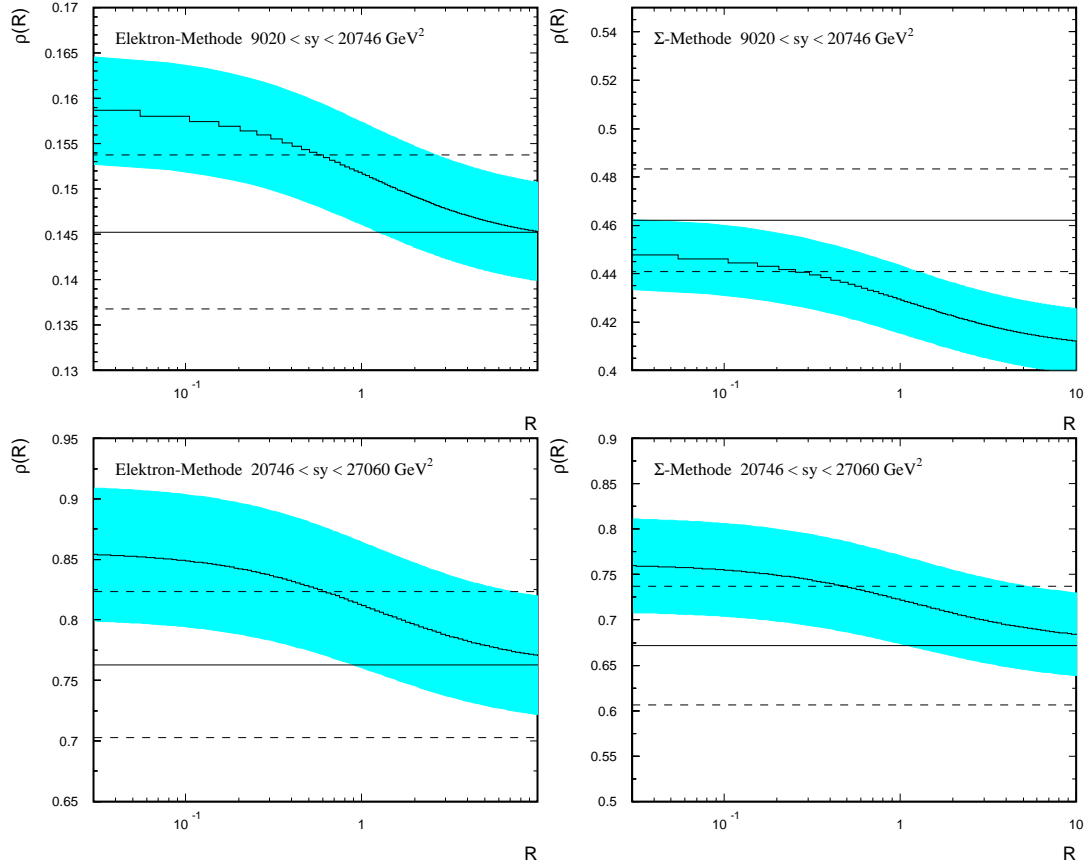 ρ(R)
0.17
0.165
0.16
0.155
0.15
0.145
0.14
0.135
0.13
Elektron-Methode 9020 < sy < 20746 GeV²
10⁻¹ 1
R
ρ(R)
0.54
0.52
0.5
0.48
0.46
0.44
0.42
0.4
Σ-Methode 9020 < sy < 20746 GeV²
10⁻¹ 1 10
R
ρ(R)
0.95
0.9
0.85
0.8
0.75
0.7
0.65
Elektron-Methode 20746 < sy < 27060 GeV²
10⁻¹ 1
R
ρ(R)
0.9
0.85
0.8
0.75
0.7
0.65
0.6
0.55
0.5
Σ-Methode 20746 < sy < 27060 GeV²
10⁻¹ 1 10
R